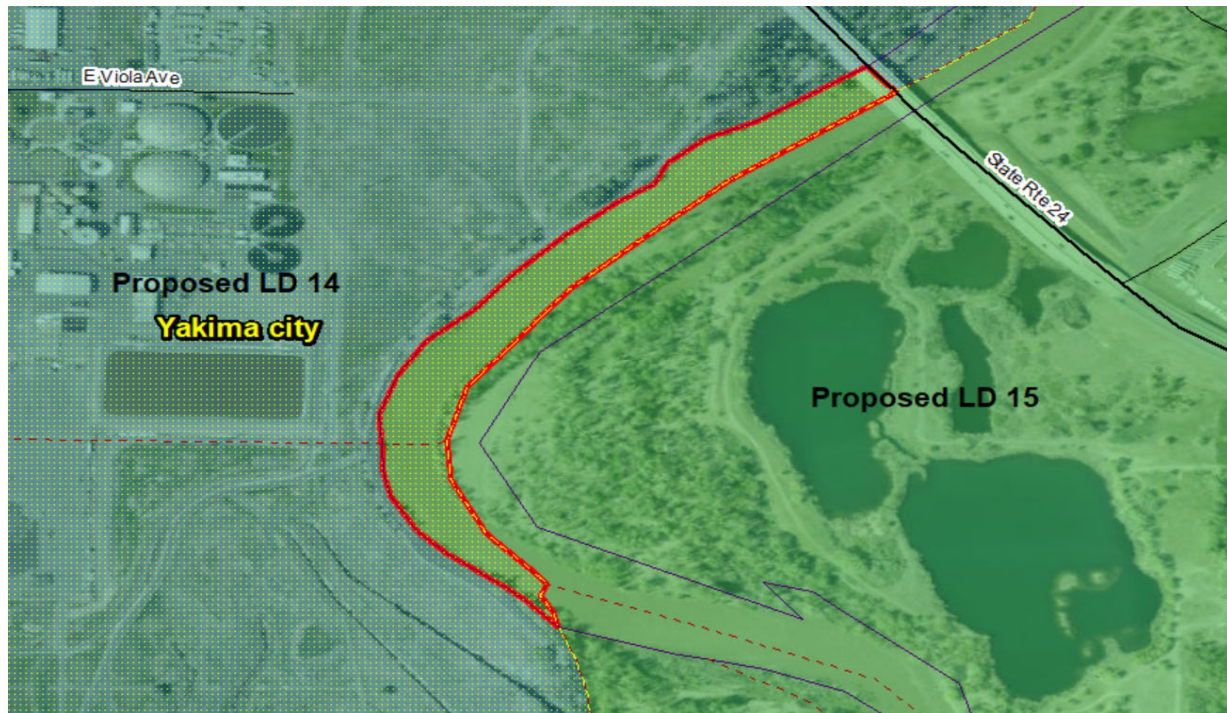 E Viola Ave
State Rte 24
Proposed LD 14
Yakima city
Proposed LD 15